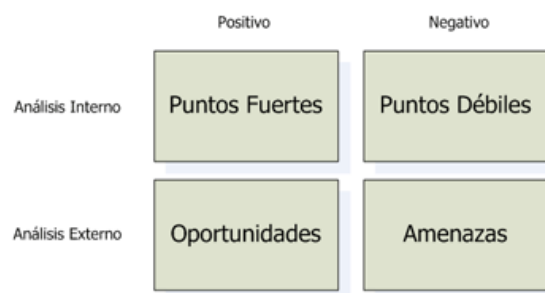 Positivo Negativo
Análisis Interno Puntos Fuertes Puntos Débiles
Análisis Externo Oportunidades Amenazas